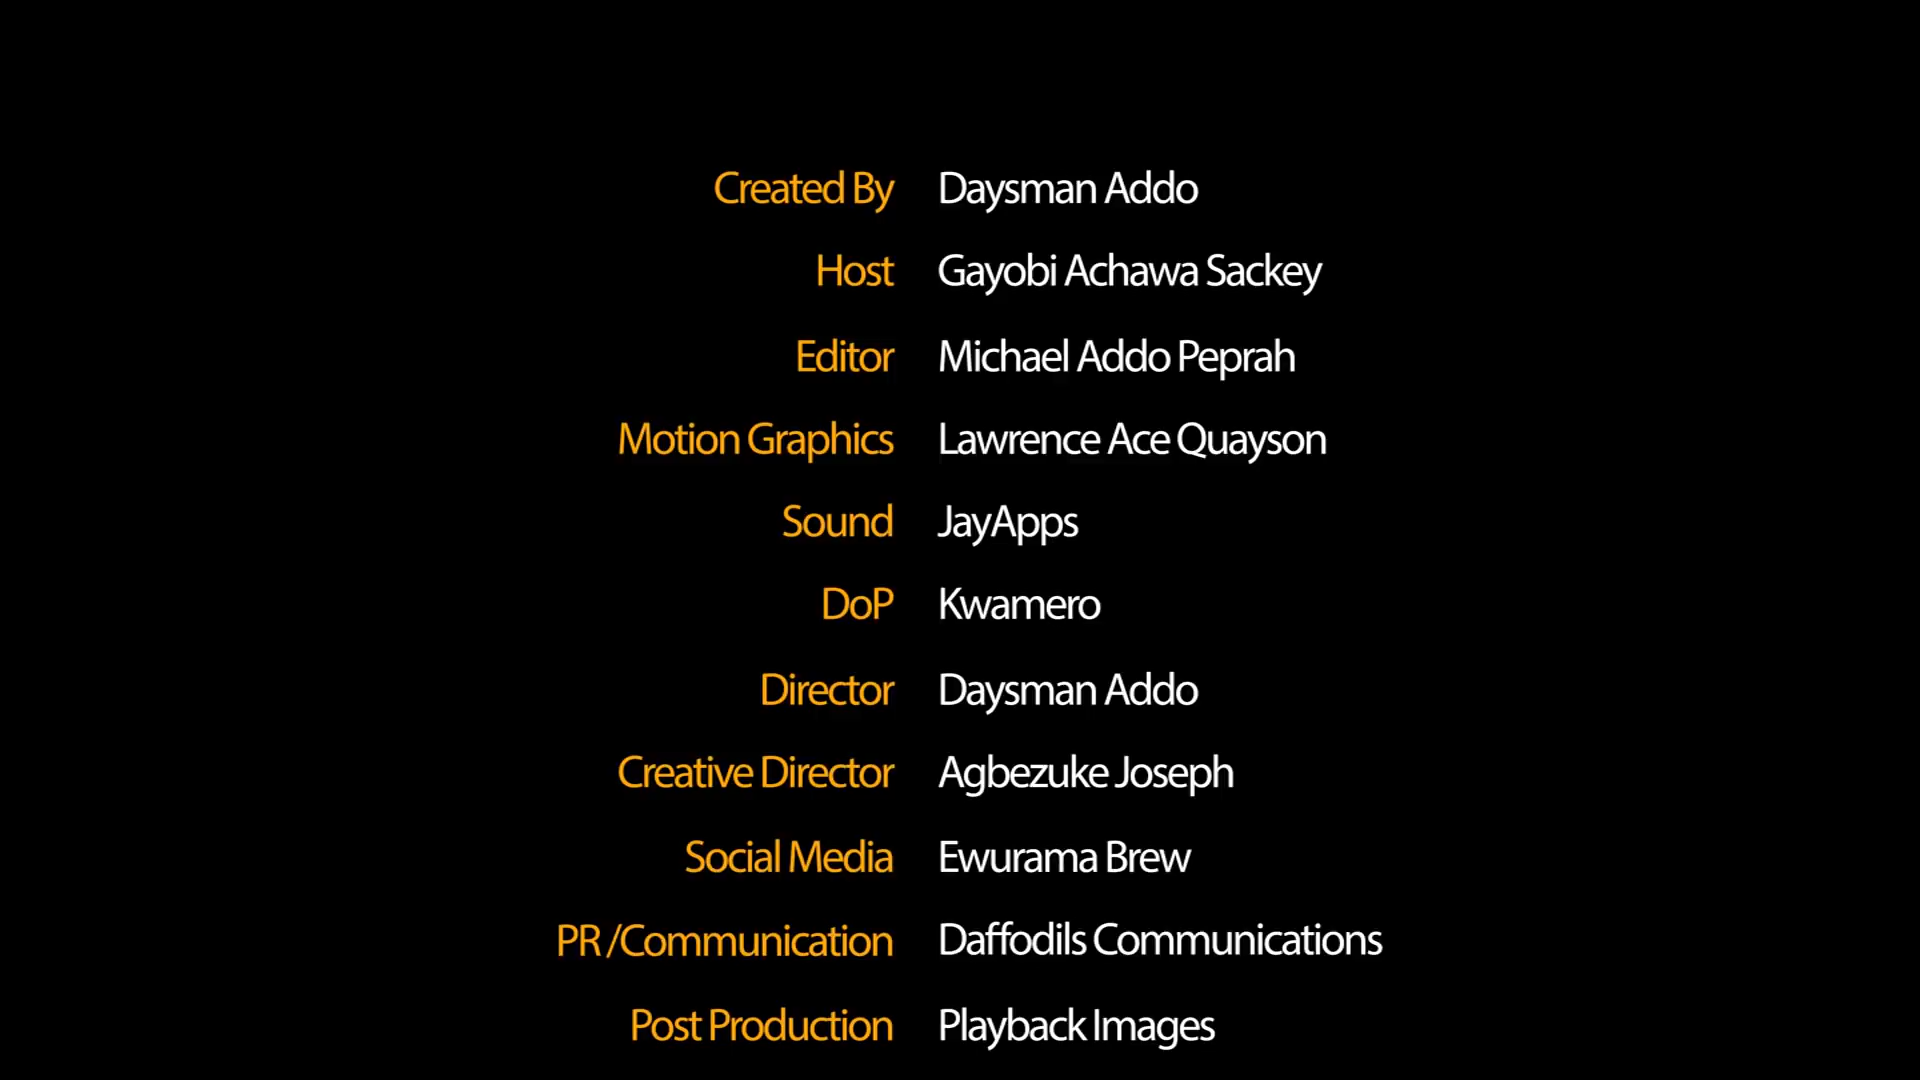 Created By Daysman Addo
Host Gayobi Achawa Sackey
Editor Michael Addo Peprah
Motion Graphics Lawrence Ace Quayson
Sound JayApps
DoP Kwamero
Director Daysman Addo
Creative Director Agbezuke Joseph
Social Media Ewurama Brew
PR /Communication Daffodils Communications
Post Production Playback Images